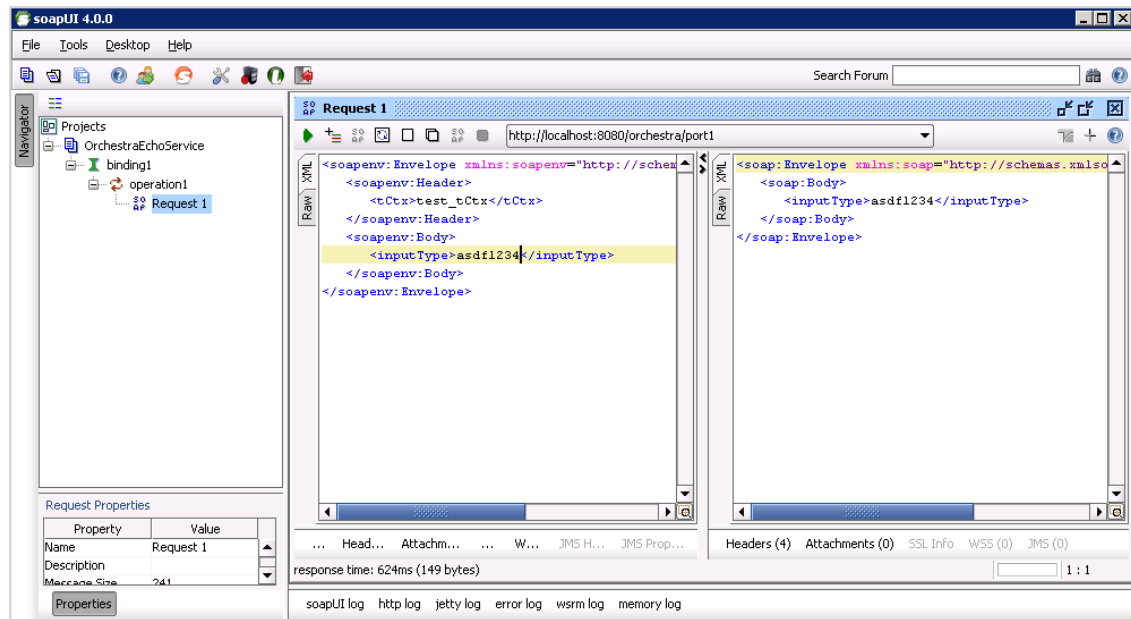 soapUI 4.0.0
File Tools Desktop Help
Search Forum
Navigator
Projects
OrchestraEchoService
binding1
operation1
Request 1
Request Properties
Property Value
Name Request 1
Description
Message Size 241
Properties
Request 1
http://localhost:8080/orchestra/port1
XML
Raw
<soapenv:Envelope xmlns:soapenv="http://schem
<soapenv:Header>
<tCtx>test_tCtx</tCtx>
</soapenv:Header>
<soapenv:Body>
<inputType>asdf1234</inputType>
</soapenv:Body>
</soapenv:Envelope>
... Head... Attachm... ... W... JMS H... JMS Prop...
XML
Raw
<soap:Envelope xmlns:soap="http://schemas.xmlso
<soap:Body>
<inputType>asdf1234</inputType>
</soap:Body>
</soap:Envelope>
Headers (4) Attachments (0) SSL Info WSS (0) JMS (0)
response time: 624ms (149 bytes)
1 : 1
soapUI log http log jetty log error log wsrm log memory log